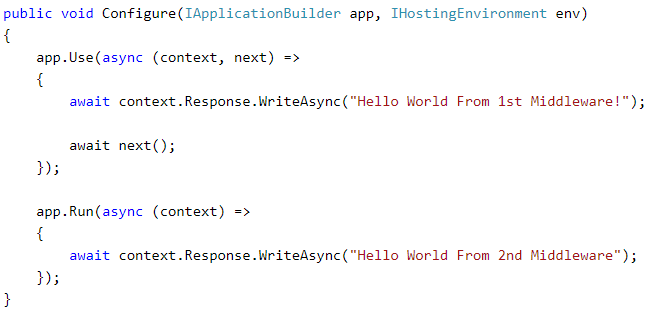 public void Configure(IApplicationBuilder app, IHostingEnvironment env)
{
    app.Use(async (context, next) =>
    {
        await context.Response.WriteAsync("Hello World From 1st Middleware!");

        await next();
    });

    app.Run(async (context) =>
    {
        await context.Response.WriteAsync("Hello World From 2nd Middleware");
    });
}